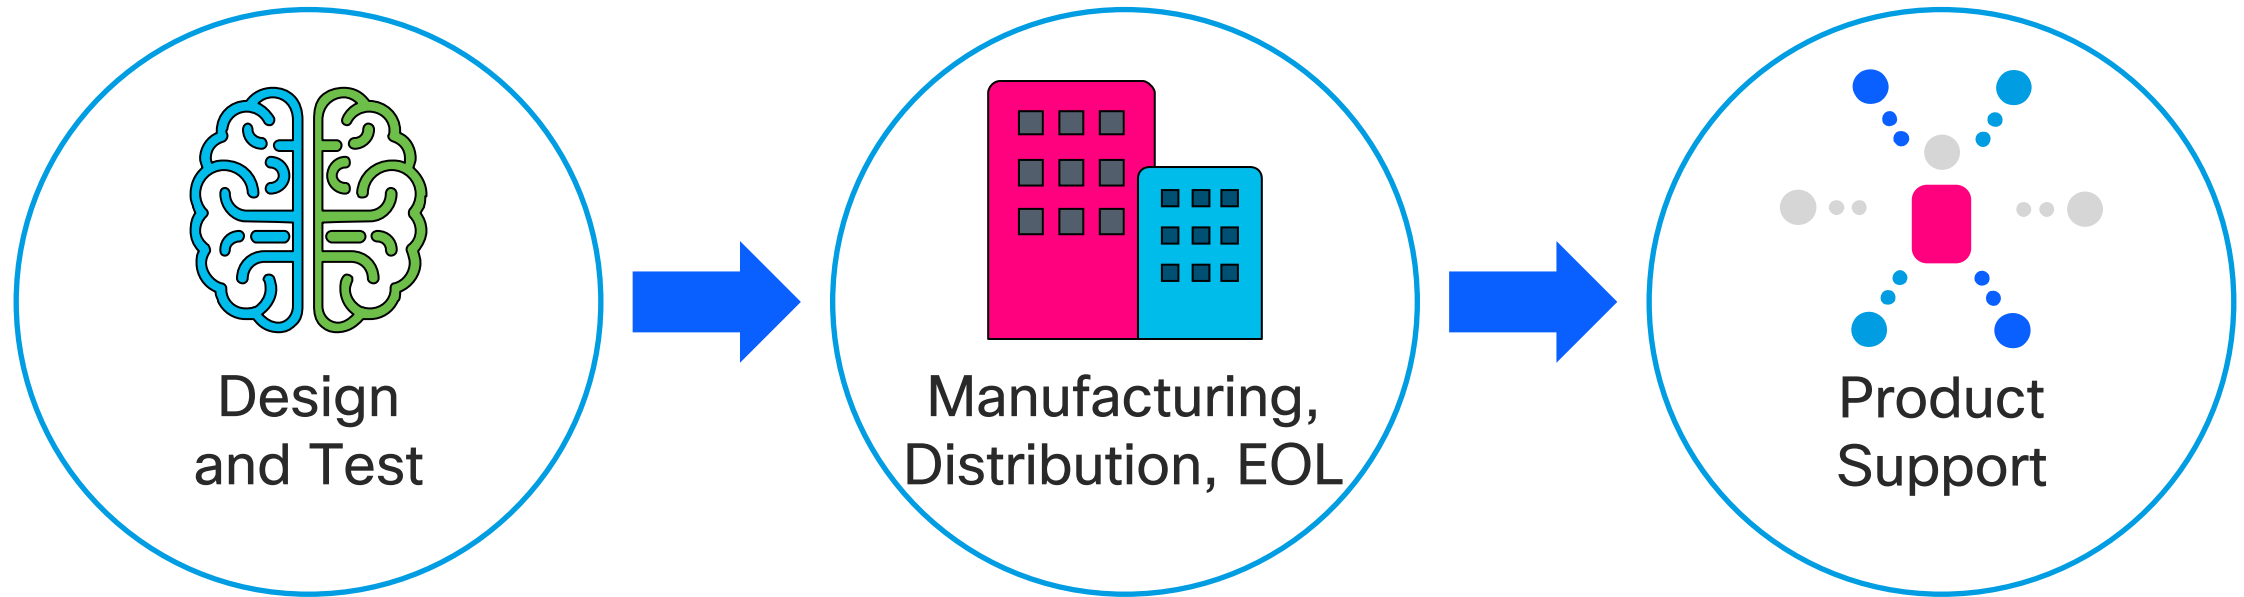 Design
and Test
Manufacturing,
Distribution, EOL
Product
Support